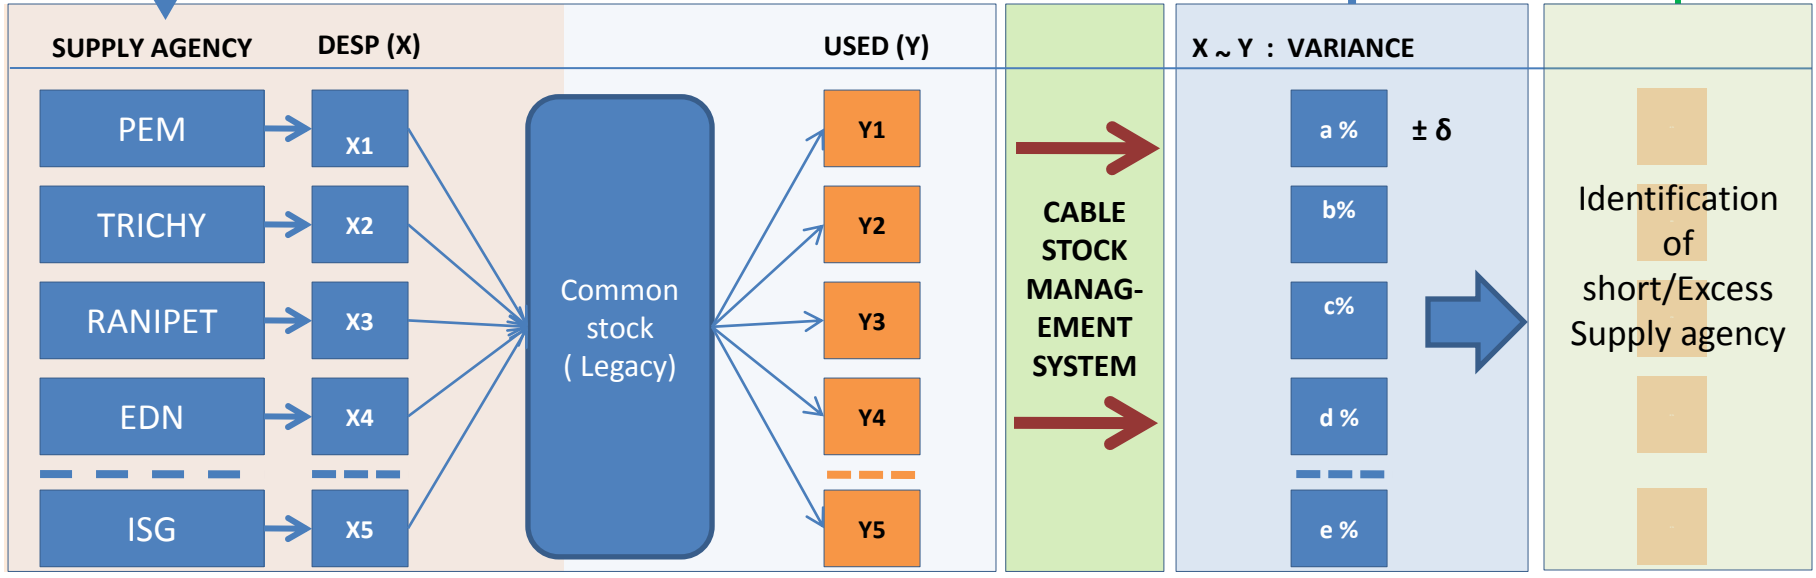 SUPPLY AGENCY
DESP (X)
USED (Y)
X ~ Y : VARIANCE
PEM
X1
Y1
a %
± δ
TRICHY
X2
Y2
b%
RANIPET
X3
Y3
c%
EDN
X4
Y4
d %
ISG
X5
Y5
e %
Common
stock
( Legacy)
CABLE
STOCK
MANAG-
EMENT
SYSTEM
Identification
of
short/Excess
Supply agency